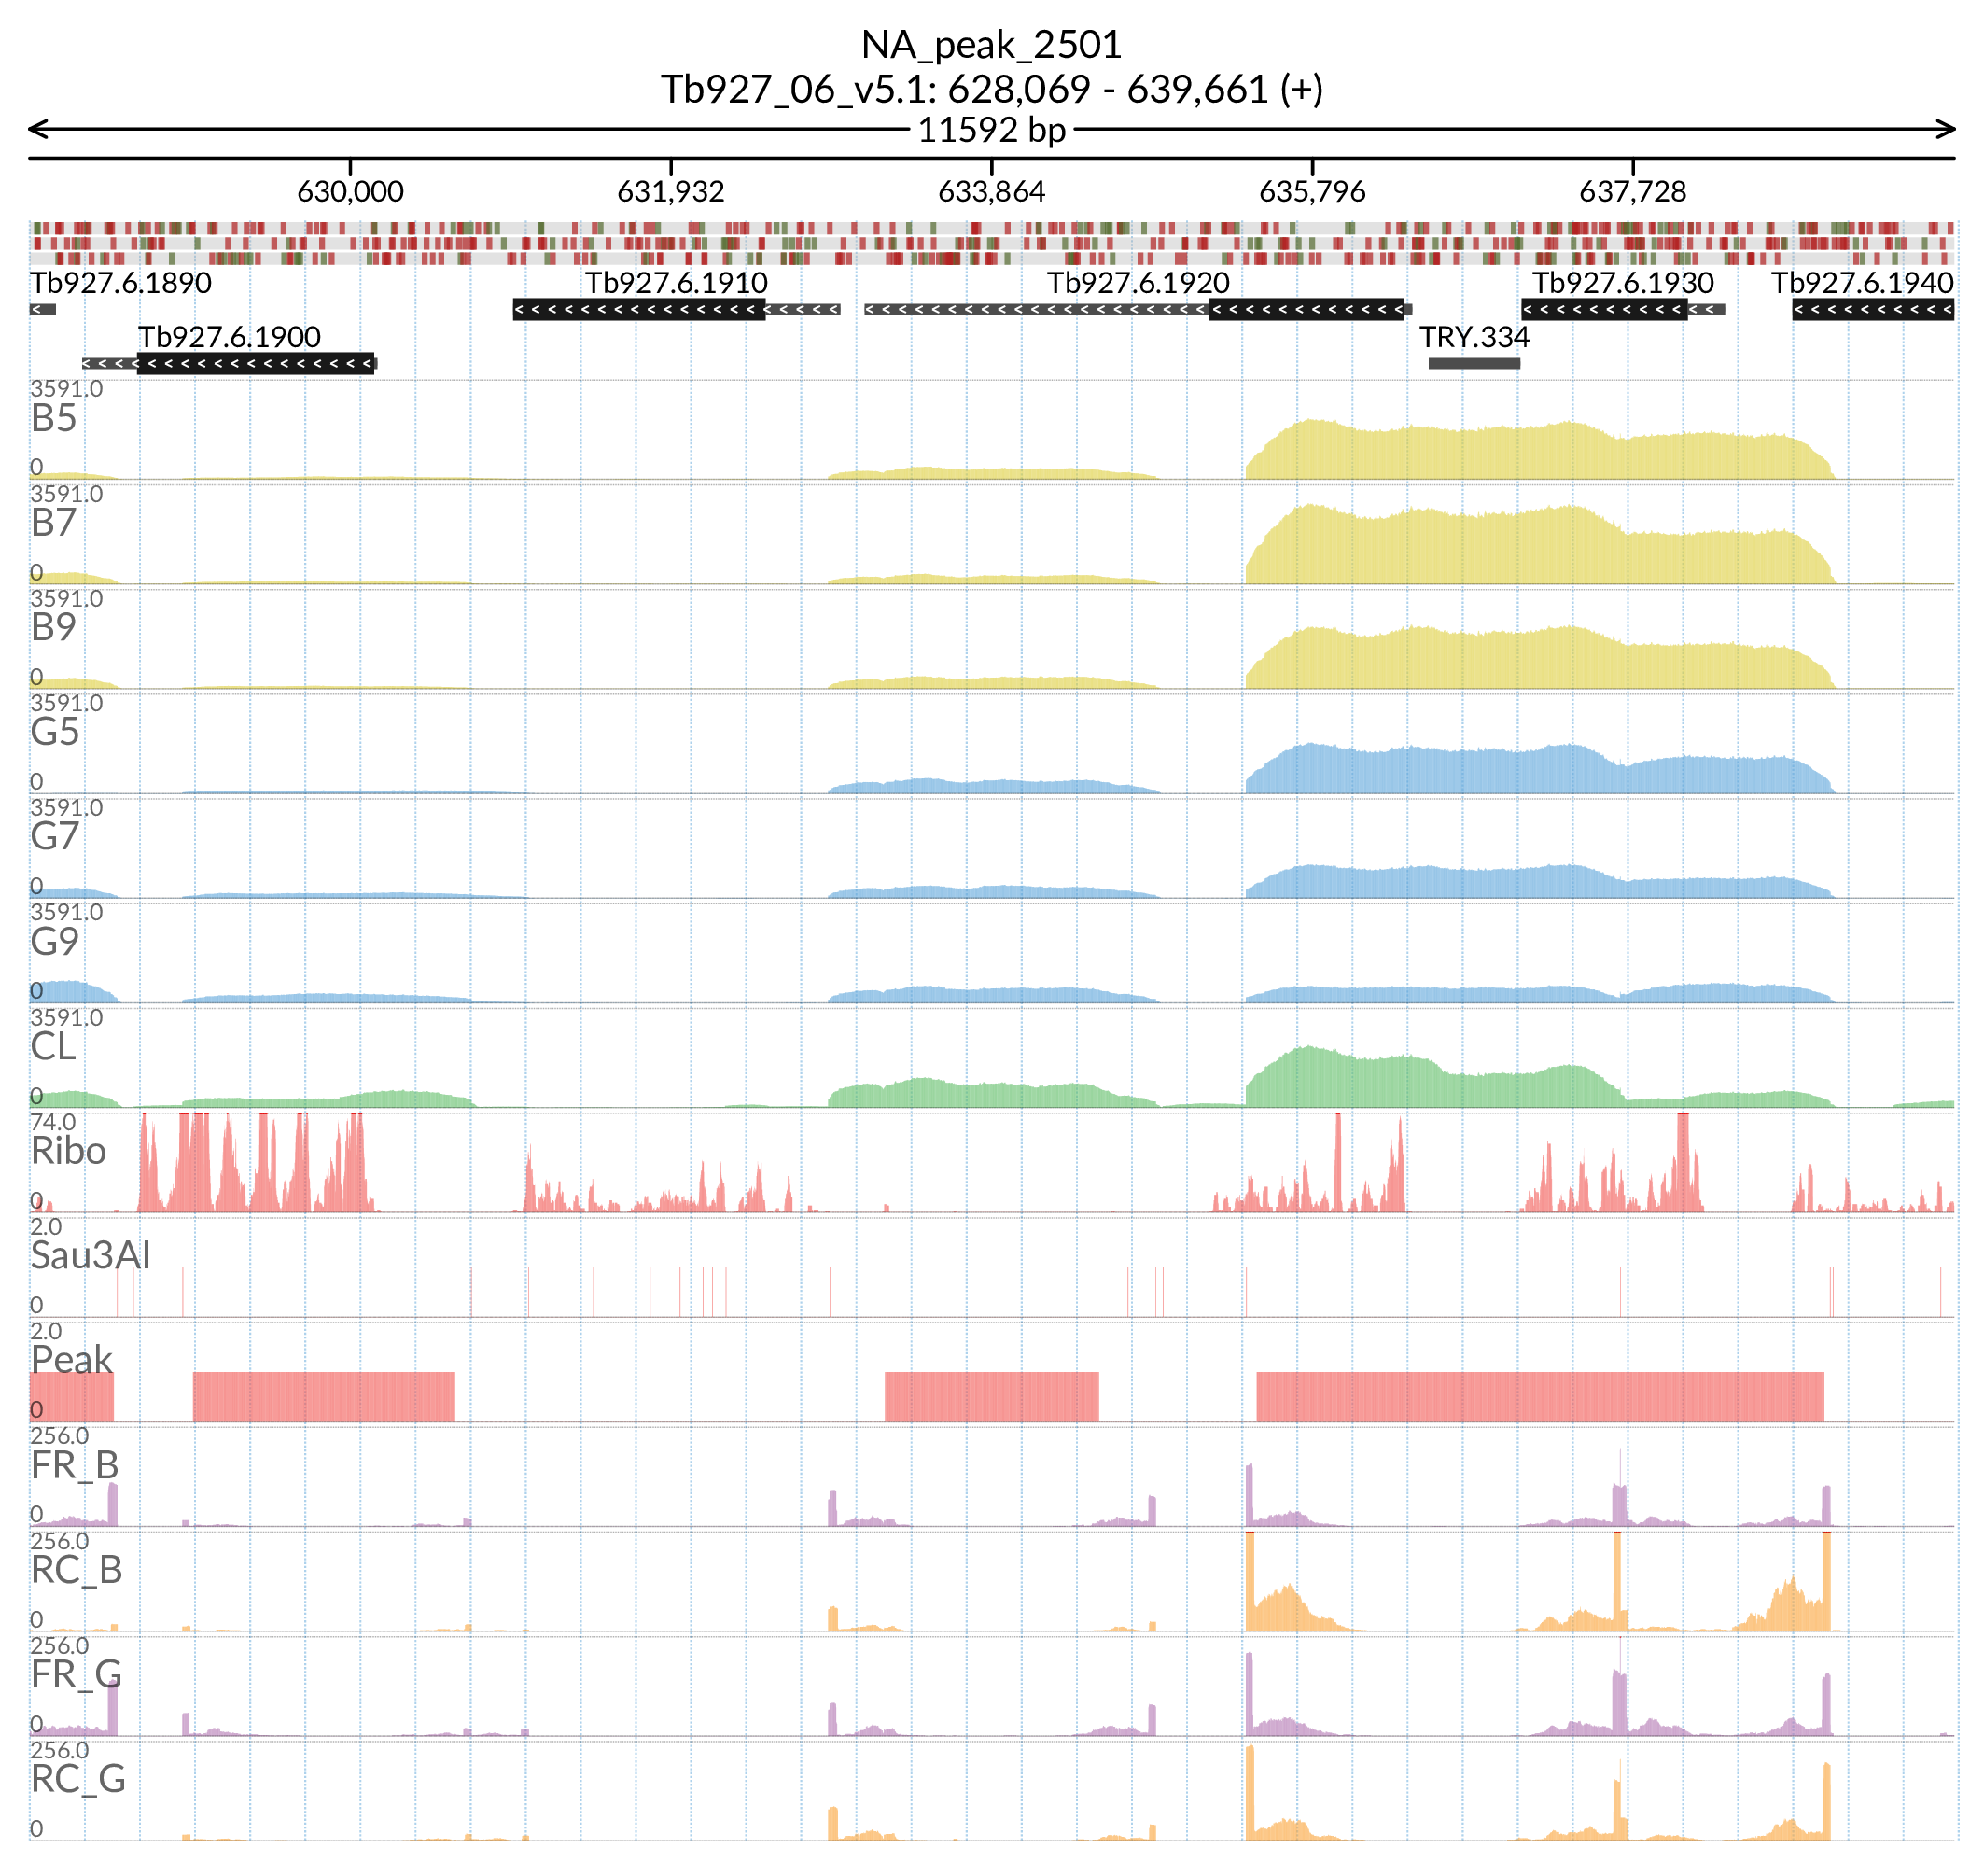 NA_peak_2501
Tb927_06_v5.1: 628,069 - 639,661 (+)
11592 bp
630,000 631,932 633,864 635,796 637,728
Tb927.6.1890 Tb927.6.1910 Tb927.6.1920 Tb927.6.1930 Tb927.6.1940
Tb927.6.1900 TRY.334
3591.0
B5
0
3591.0
B7
0
3591.0
B9
0
3591.0
G5
0
3591.0
G7
0
3591.0
G9
0
3591.0
CL
0
74.0
Ribo
0
2.0
Sau3AI
0
2.0
Peak
0
256.0
FR_B
0
256.0
RC_B
0
256.0
FR_G
0
256.0
RC_G
0